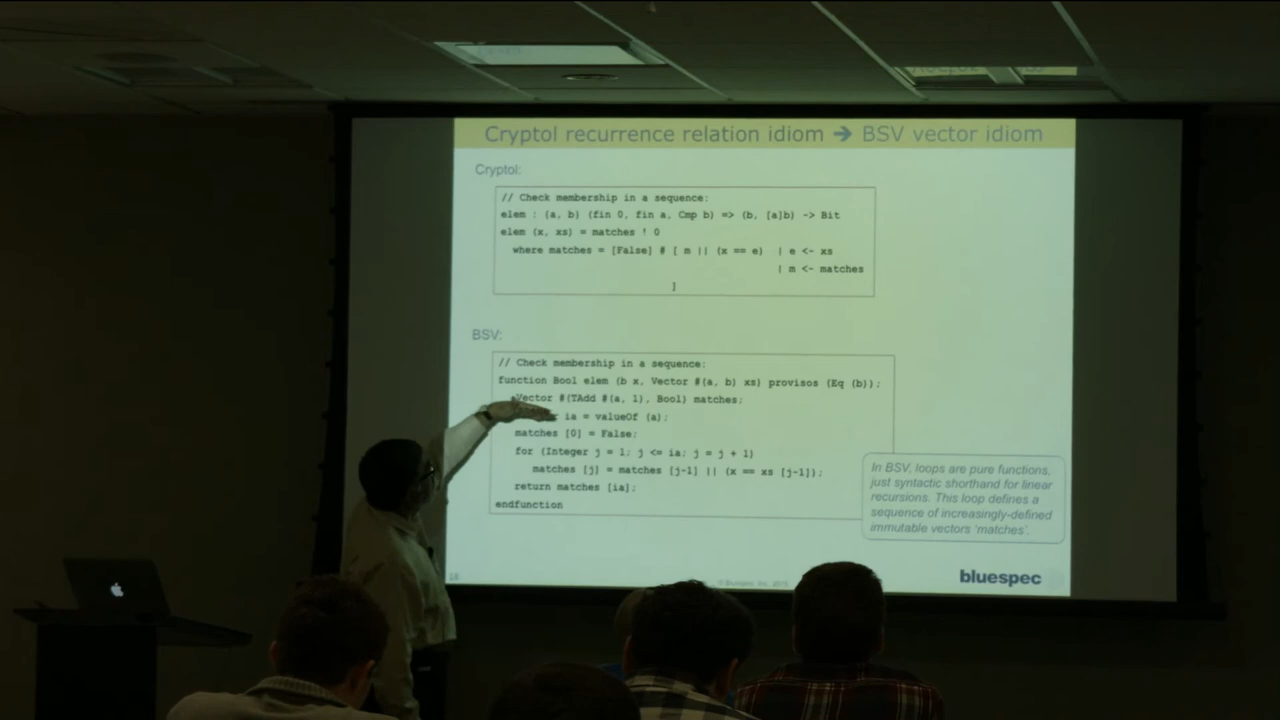 Cryptol recurrence relation idiom ➔ BSV vector idiom
Cryptol:
// Check membership in a sequence:
elem : (a, b) (fin 0, fin a, Cmp b) => (b, [a]b) -> Bit
elem (x, xs) = matches ! 0
where matches = [False] # [ m || (x == e) | e <- xs
| m <- matches
]
BSV:
// Check membership in a sequence:
function Bool elem (b x, Vector #(a, b) xs) provisos (Eq (b));
Vector #(TAdd #(a, 1), Bool) matches;
ia = valueOf (a);
matches [0] = False;
for (Integer j = 1; j <= ia; j = j + 1)
matches [j] = matches [j-1] || (x == xs [j-1]);
return matches [ia];
endfunction
In BSV, loops are pure functions,
just syntactic shorthand for linear
recursions. This loop defines a
sequence of increasingly-defined
immutable vectors 'matches'.
© Bluespec, Inc.
bluespec